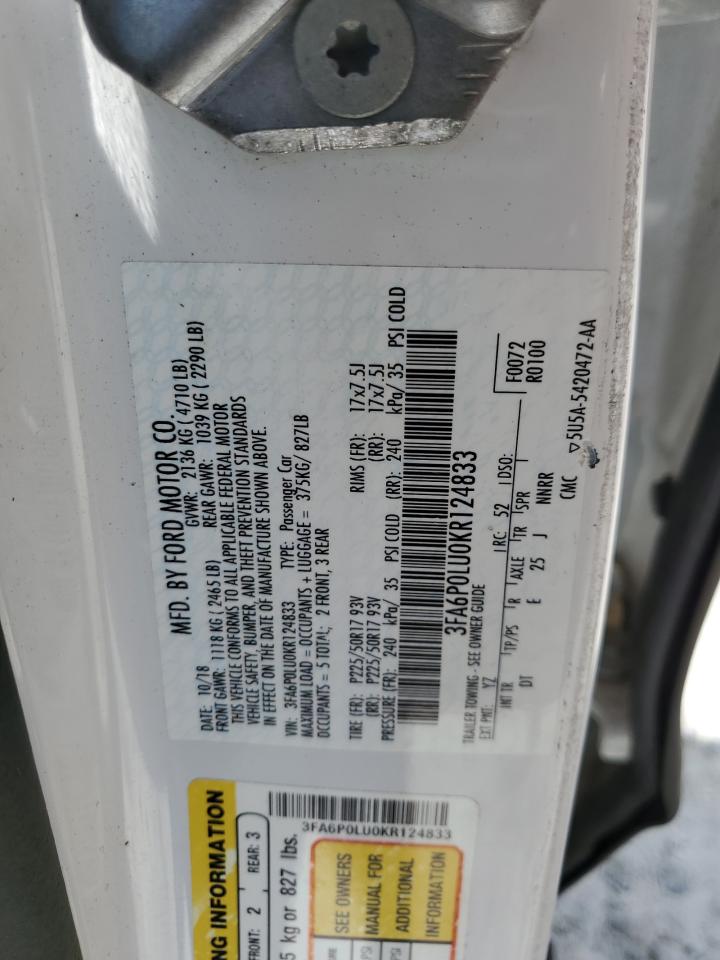 MFD. BY FORD MOTOR CO.
DATE: 10/18 GVWR: 2136 KG ( 4710 LB)
FRONT GAWR: 1118 KG ( 2465 LB) REAR GAWR: 1039 KG ( 2290 LB)
THIS VEHICLE CONFORMS TO ALL APPLICABLE FEDERAL MOTOR
VEHICLE SAFETY, BUMPER, AND THEFT PREVENTION STANDARDS
IN EFFECT ON THE DATE OF MANUFACTURE SHOWN ABOVE.
VIN: 3FA6P0LU0KR124833 TYPE: Passenger Car
MAXIMUM LOAD = OCCUPANTS + LUGGAGE = 375KG/ 827LB
OCCUPANTS = 5 TOTAL; 2 FRONT, 3 REAR
TIRE (FR): P225/50R17 93V RIMS (FR): 17x7.5J
(RR): P225/50R17 93V (RR): 17x7.5J
PRESSURE (FR): 240 kPa/ 35 PSI COLD (RR): 240 kPa/ 35 PSI COLD
3FA6P0LU0KR124833
TRAILER TOWING - SEE OWNER GUIDE
EXT PNT: YZ RC: 52 DSO: F0072
R0100
INT TR TP/PS R AXLE TR SPR
DT E 25 J NNRR
CMC ▽5U5A-5420472-AA
NG INFORMATION
FRONT: 2 REAR: 3
3FA6P0LU0KR124833
5 kg or 827 lbs.
SEE OWNERS
MANUAL FOR
PSI ADDITIONAL
PSI INFORMATION